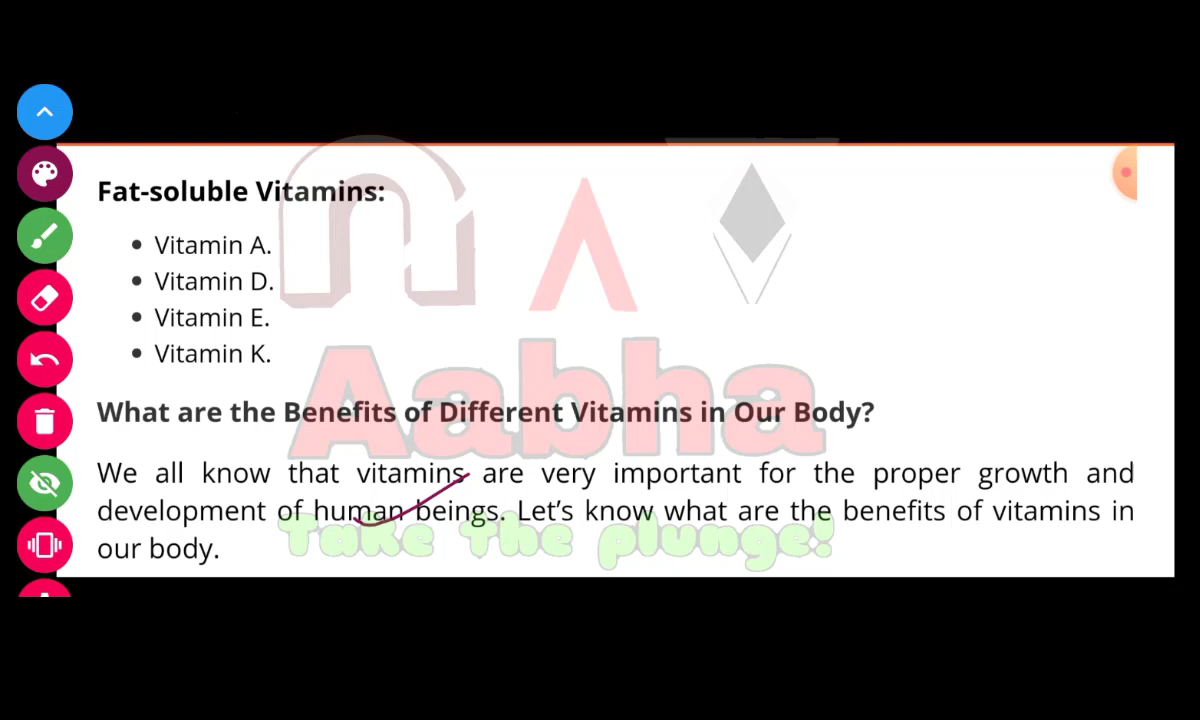 Fat-soluble Vitamins:
• Vitamin A.
• Vitamin D.
• Vitamin E.
• Vitamin K.
Aabha
What are the Benefits of Different Vitamins in Our Body?
We all know that vitamins are very important for the proper growth and
development of human beings. Let’s know what are the benefits of vitamins in
our body.
Take the plunge!